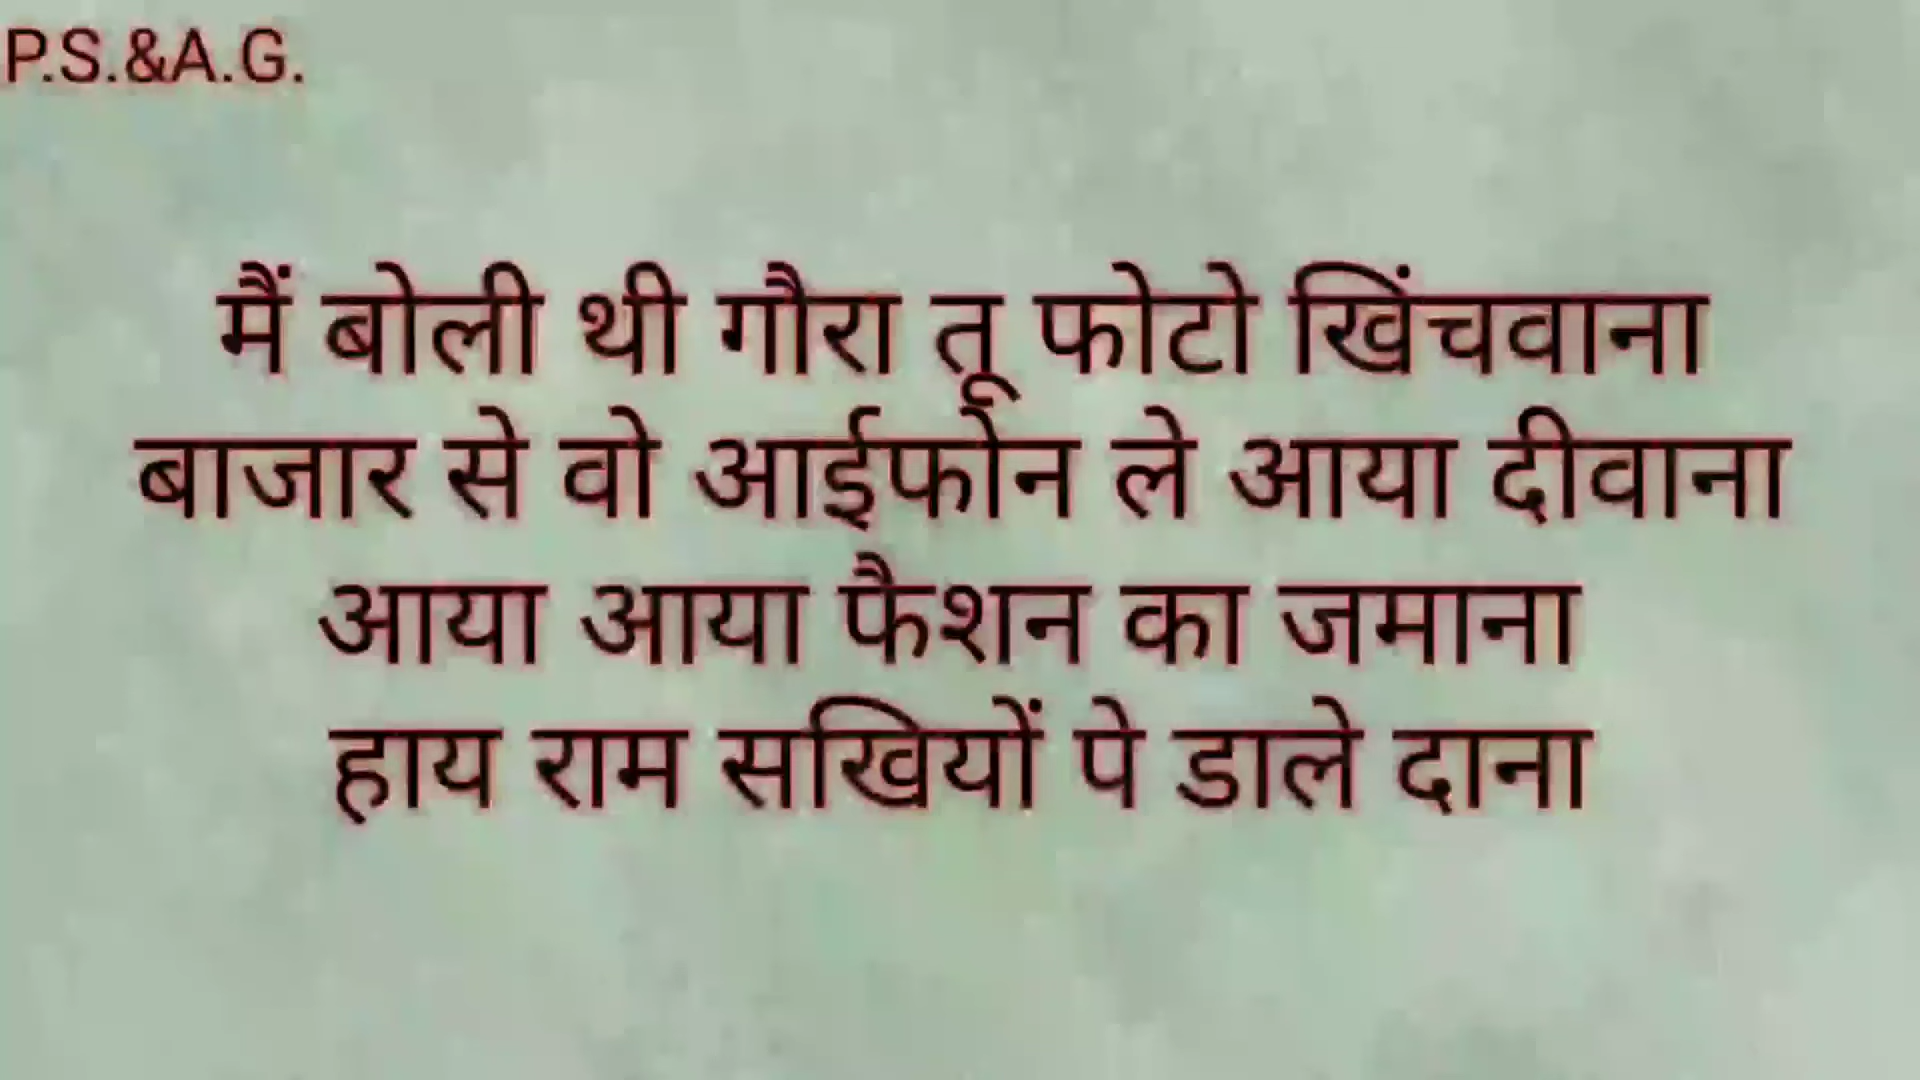 P.S.&A.G.
मैं बोली थी गौरा तू फोटो खिंचवाना
बाजार से वो आईफोन ले आया दीवाना
आया आया फैशन का जमाना
हाय राम सखियों पे डाले दाना